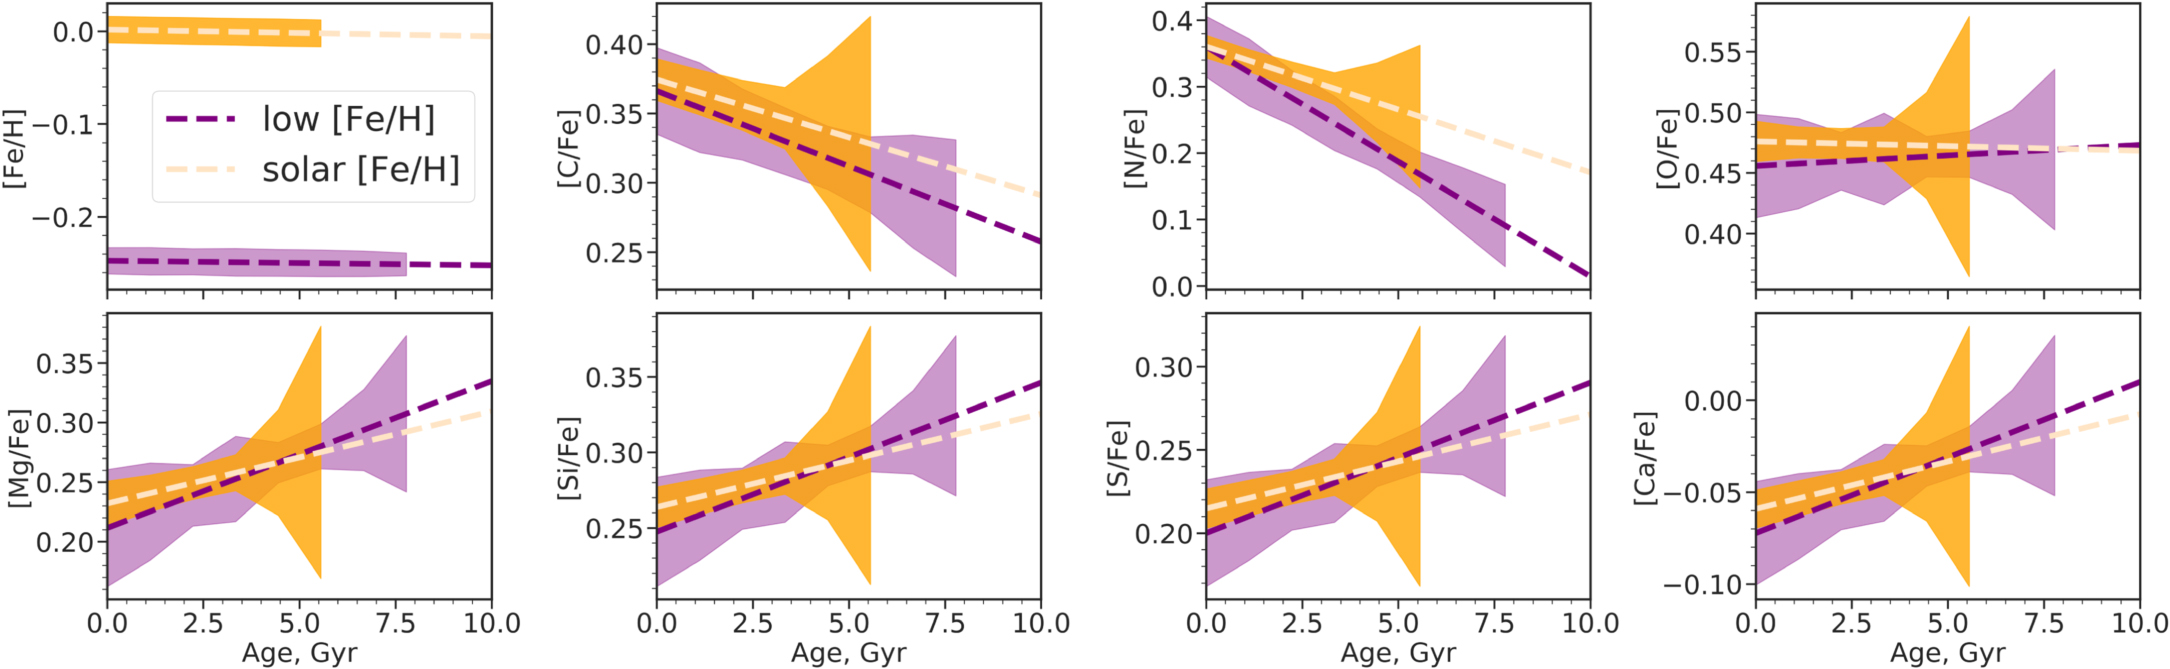 [Fe/H]
0.0
−0.1
−0.2
low [Fe/H]
solar [Fe/H]
[C/Fe]
0.40
0.35
0.30
0.25
[N/Fe]
0.4
0.3
0.2
0.1
0.0
[O/Fe]
0.55
0.50
0.45
0.40
[Mg/Fe]
0.35
0.30
0.25
0.20
0.0 2.5 5.0 7.5 10.0
Age, Gyr
[Si/Fe]
0.35
0.30
0.25
0.0 2.5 5.0 7.5 10.0
Age, Gyr
[S/Fe]
0.30
0.25
0.20
0.0 2.5 5.0 7.5 10.0
Age, Gyr
[Ca/Fe]
0.00
−0.05
−0.10
0.0 2.5 5.0 7.5 10.0
Age, Gyr